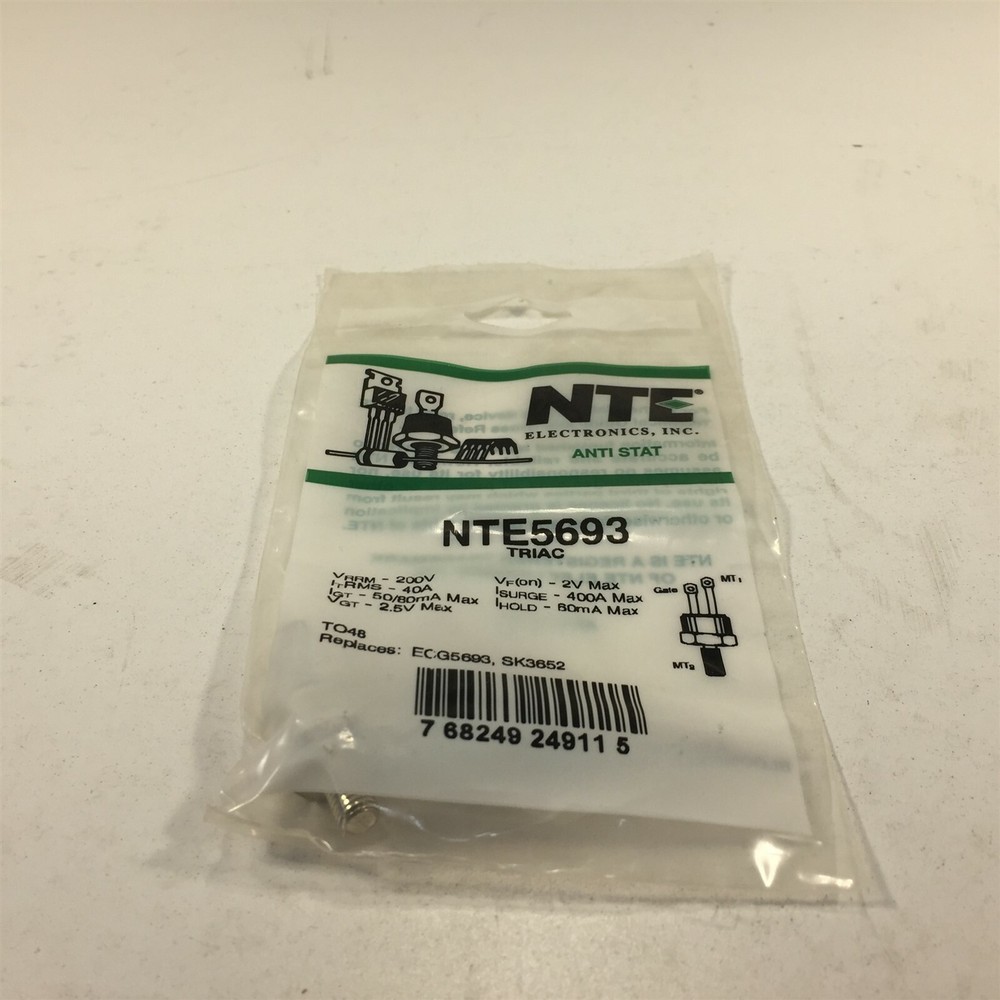 NTE®
ELECTRONICS, INC.
ANTI STAT
NTE5693
TRIAC
VRRM - 200V
ITRMS - 40A
IGT - 50/80mA Max
VGT - 2.5V Max
VF(on) - 2V Max
ISURGE - 400A Max
IHOLD - 60mA Max
Gate
MT1
MT2
TO48
Replaces: ECG5693, SK3652
7 68249 24911 5